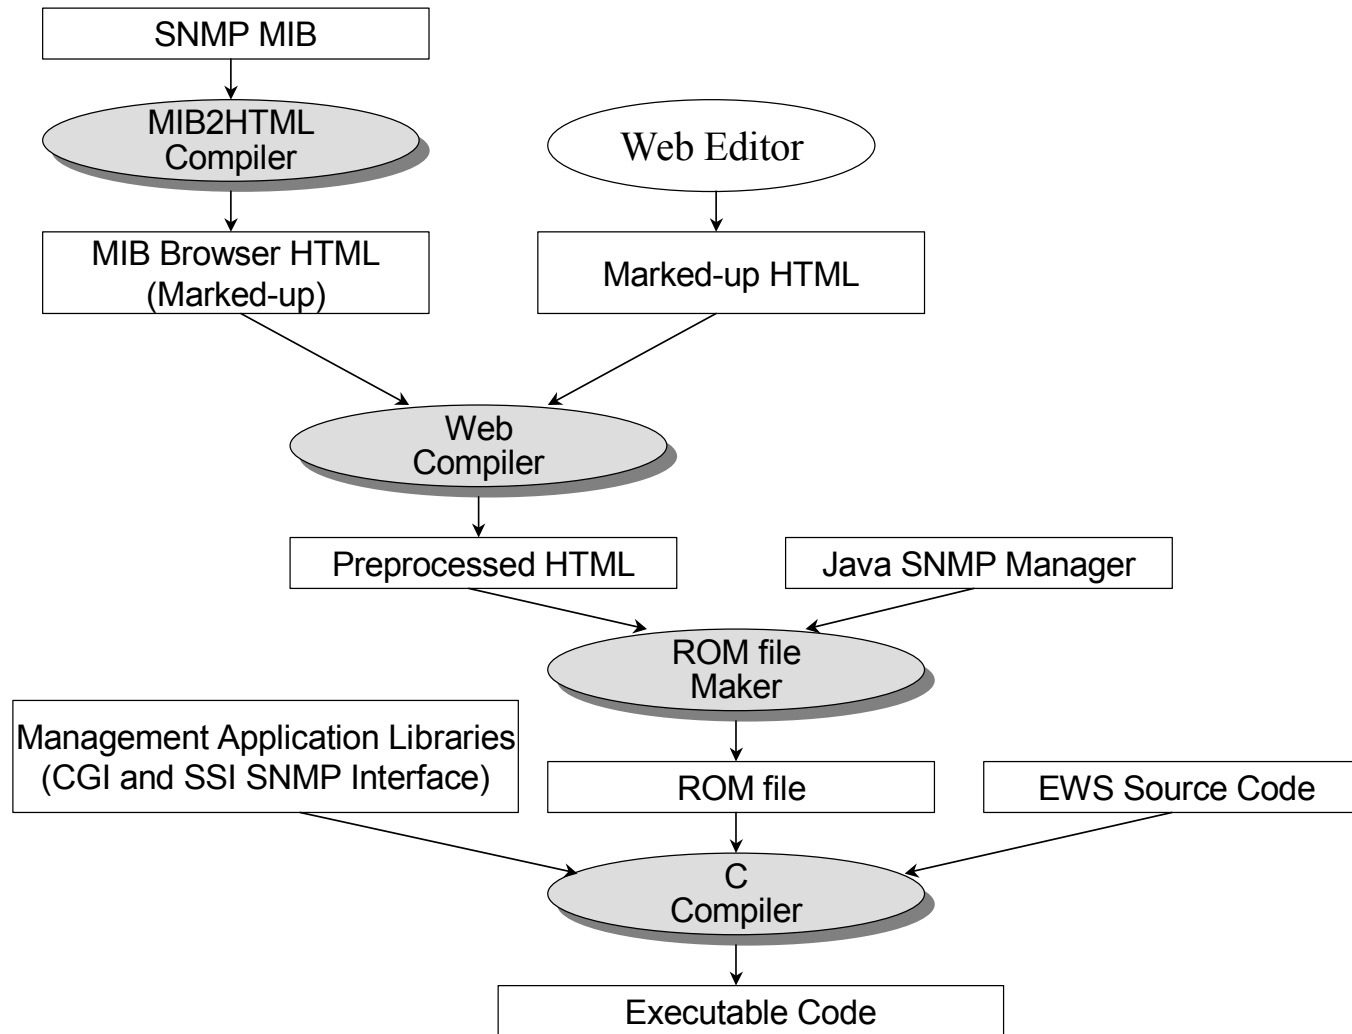 SNMP MIB
MIB2HTML
Compiler
Web Editor
MIB Browser HTML
(Marked-up)
Marked-up HTML
Web
Compiler
Preprocessed HTML
Java SNMP Manager
ROM file
Maker
Management Application Libraries
(CGI and SSI SNMP Interface)
ROM file
EWS Source Code
C
Compiler
Executable Code